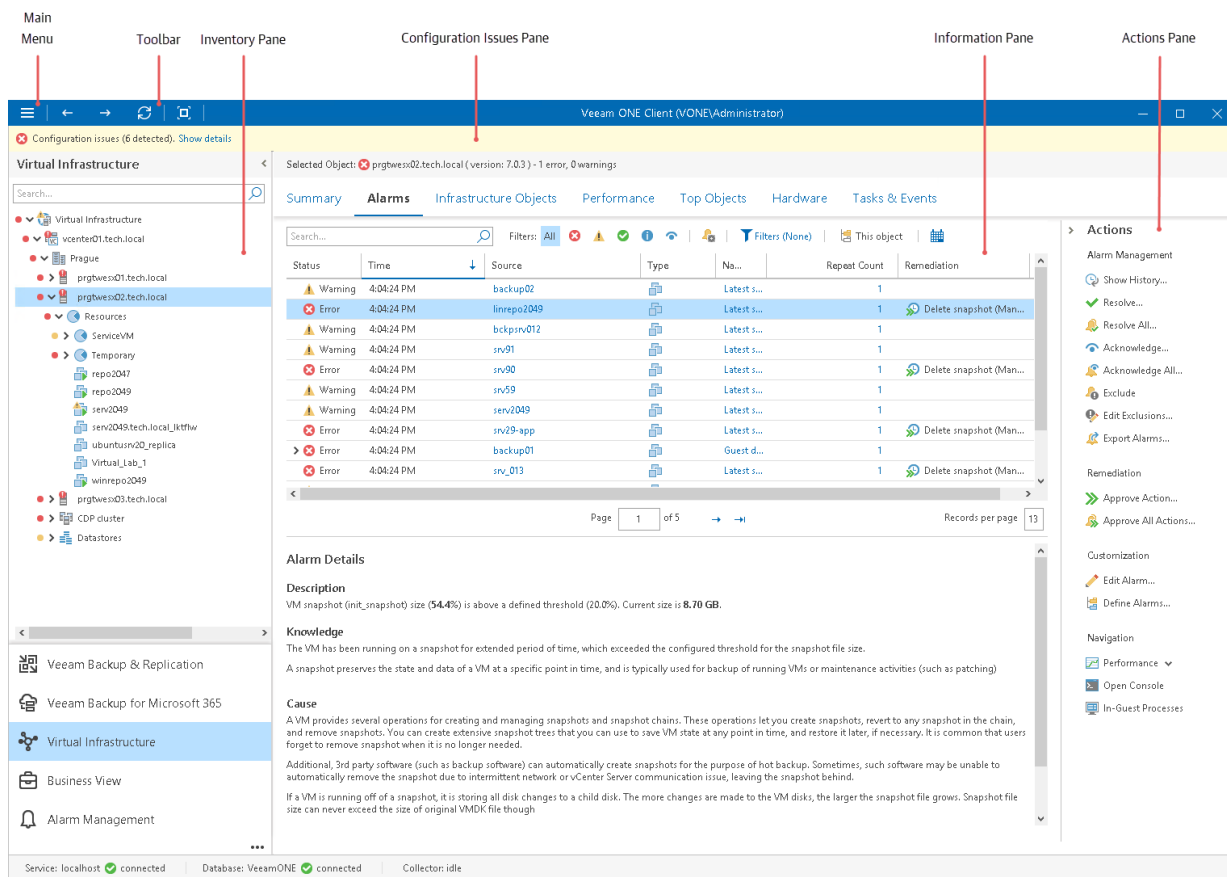 Main
Menu
Toolbar
Inventory Pane
Configuration Issues Pane
Information Pane
Actions Pane
Veeam ONE Client (VONE\Administrator)
Configuration issues (6 detected). Show details
Virtual Infrastructure
Search...
Virtual Infrastructure
vcenter01.tech.local
Prague
prgtwesx01.tech.local
prgtwesx02.tech.local
Resources
ServiceVM
Temporary
repo2047
repo2049
serv2049
serv2049.tech.local_lktflw
ubuntusrv20_replica
Virtual_Lab_1
winrepo2049
prgtwesx03.tech.local
CDP cluster
Datastores
Veeam Backup & Replication
Veeam Backup for Microsoft 365
Virtual Infrastructure
Business View
Alarm Management
Selected Object: prgtwesx02.tech.local ( version: 7.0.3 ) - 1 error, 0 warnings
Summary Alarms Infrastructure Objects Performance Top Objects Hardware Tasks & Events
Search... Filters: All Filters (None) This object
Status Time Source Type Na... Repeat Count Remediation
Warning 4:04:24 PM backup02 Latest s... 1
Error 4:04:24 PM linrepo2049 Latest s... 1 Delete snapshot (Man...
Warning 4:04:24 PM bckpsrv012 Latest s... 1
Warning 4:04:24 PM srv91 Latest s... 1
Error 4:04:24 PM srv90 Latest s... 1 Delete snapshot (Man...
Warning 4:04:24 PM srv59 Latest s... 1
Warning 4:04:24 PM serv2049 Latest s... 1
Error 4:04:24 PM srv29-app Latest s... 1 Delete snapshot (Man...
Error 4:04:24 PM backup01 Guest d... 1
Error 4:04:24 PM srv_013 Latest s... 1 Delete snapshot (Man...
Page 1 of 5 Records per page 13
Alarm Details
Description
VM snapshot (init_snapshot) size (54.4%) is above a defined threshold (20.0%). Current size is 8.70 GB.
Knowledge
The VM has been running on a snapshot for extended period of time, which exceeded the configured threshold for the snapshot file size.
A snapshot preserves the state and data of a VM at a specific point in time, and is typically used for backup of running VMs or maintenance activities (such as patching)
Cause
A VM provides several operations for creating and managing snapshots and snapshot chains. These operations let you create snapshots, revert to any snapshot in the chain,
and remove snapshots. You can create extensive snapshot trees that you can use to save VM state at any point in time, and restore it later, if necessary. It is common that users
forget to remove snapshot when it is no longer needed.
Additional, 3rd party software (such as backup software) can automatically create snapshots for the purpose of hot backup. Sometimes, such software may be unable to
automatically remove the snapshot due to intermittent network or vCenter Server communication issue, leaving the snapshot behind.
If a VM is running off of a snapshot, it is storing all disk changes to a child disk. The more changes are made to the VM disks, the larger the snapshot file grows. Snapshot file
size can never exceed the size of original VMDK file though
Actions
Alarm Management
Show History...
Resolve...
Resolve All...
Acknowledge...
Acknowledge All...
Exclude
Edit Exclusions...
Export Alarms...
Remediation
Approve Action...
Approve All Actions...
Customization
Edit Alarm...
Define Alarms...
Navigation
Performance
Open Console
In-Guest Processes
Service: localhost connected Database: VeeamONE connected Collector: idle